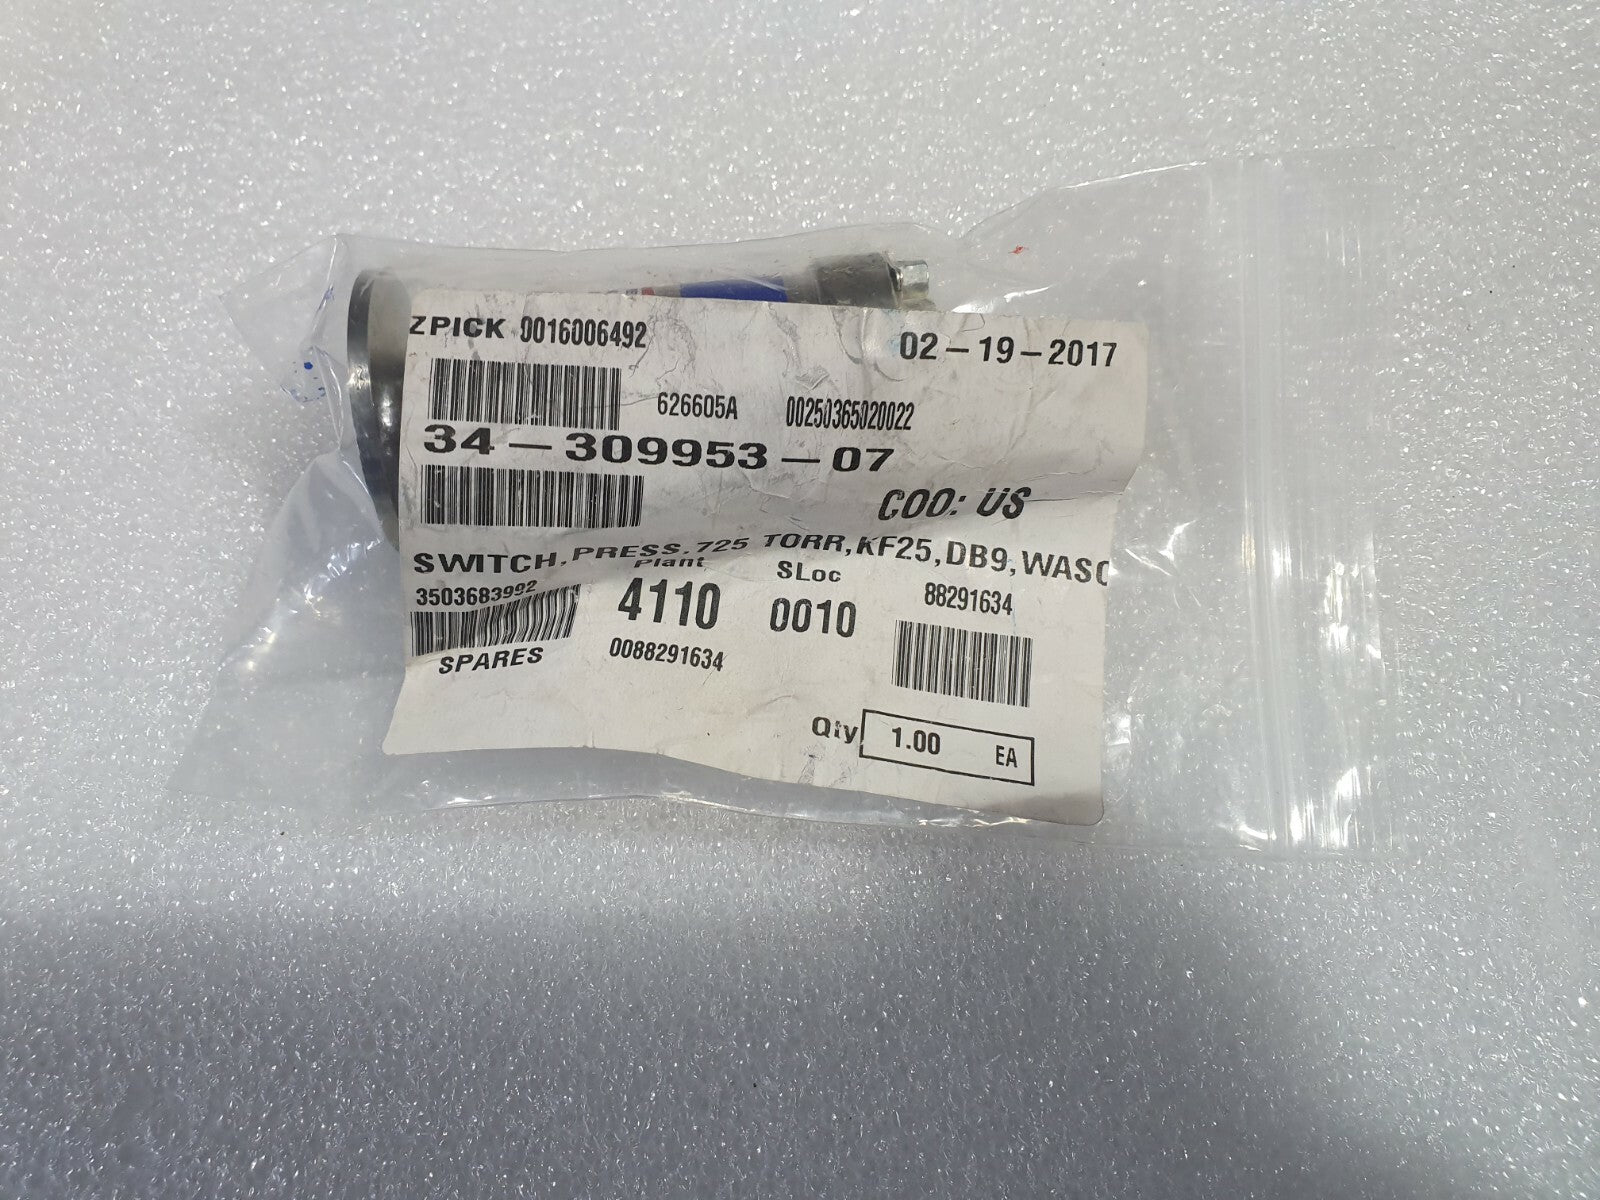 ZPICK 0016006492 02-19-2017
626605A 00250365020022
34-309953-07
COO: US
SWITCH,PRESS.725 TORR,KF25,DB9,WASC
3503683992 Plant SLoc 88291634
4110 0010
SPARES 0088291634
Qty 1.00 EA